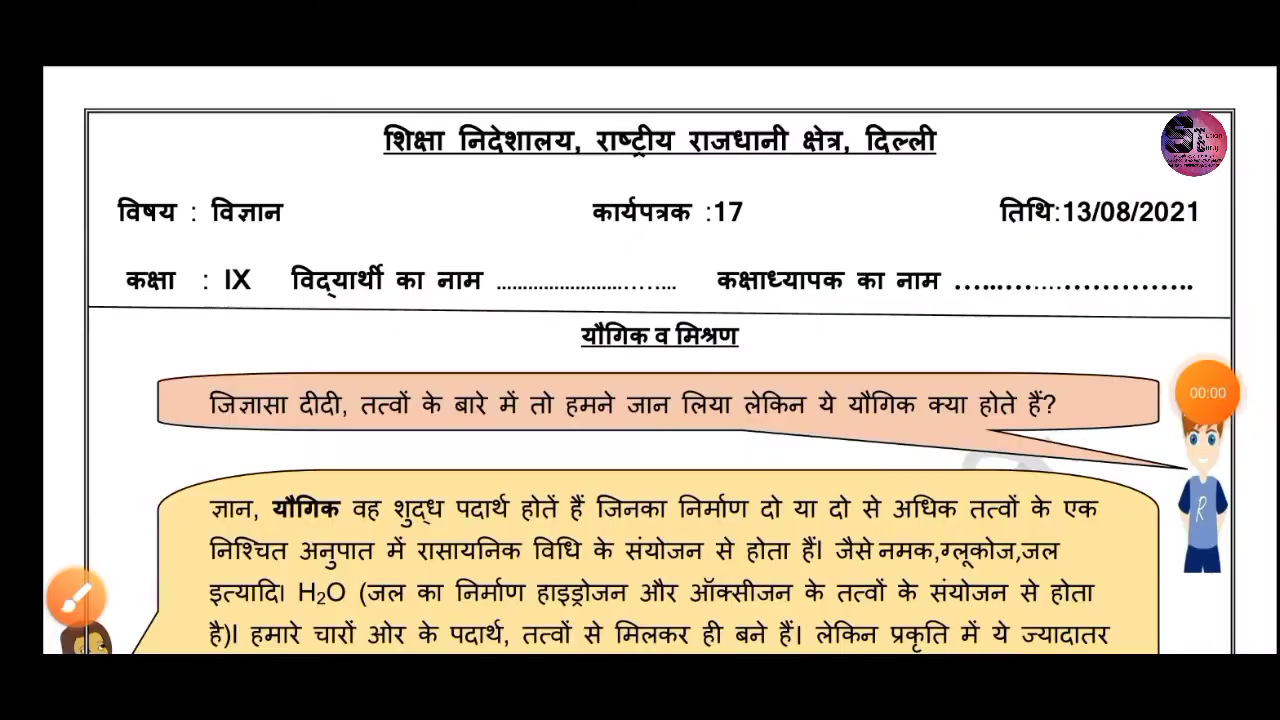 शिक्षा निदेशालय, राष्ट्रीय राजधानी क्षेत्र, दिल्ली
विषय : विज्ञान कार्यपत्रक :17 तिथि:13/08/2021
कक्षा : IX विद्यार्थी का नाम .............................. कक्षाध्यापक का नाम ..............................
यौगिक व मिश्रण
जिज्ञासा दीदी, तत्वों के बारे में तो हमने जान लिया लेकिन ये यौगिक क्या होते हैं?
00:00
ज्ञान, यौगिक वह शुद्ध पदार्थ होतें हैं जिनका निर्माण दो या दो से अधिक तत्वों के एक
निश्चित अनुपात में रासायनिक विधि के संयोजन से होता हैं। जैसे नमक,ग्लूकोज,जल
इत्यादि। H₂O (जल का निर्माण हाइड्रोजन और ऑक्सीजन के तत्वों के संयोजन से होता
है)। हमारे चारों ओर के पदार्थ, तत्वों से मिलकर ही बने हैं। लेकिन प्रकृति में ये ज्यादातर
R